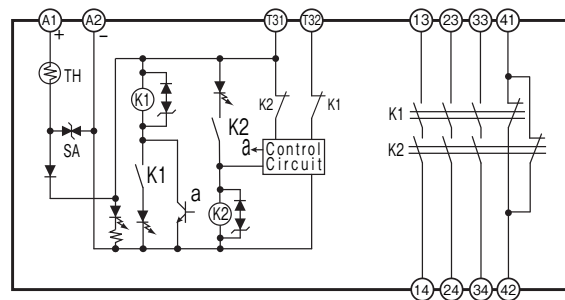 A1 A2 T31 T32 13 23 33 41
+ −
TH
K1
K2 K1
K1
SA
K2
a Control
Circuit
K2
K1
a
K2
14 24 34 42